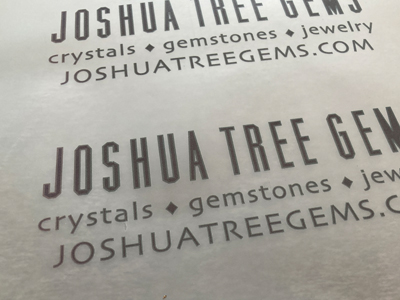 JOSHUA TREE GEMS
crystals ♦ gemstones ♦ jewelry
JOSHUATREEGEMS.COM
JOSHUA TREE GEM
crystals ♦ gemstones ♦ jew
JOSHUATREEGEMS.C